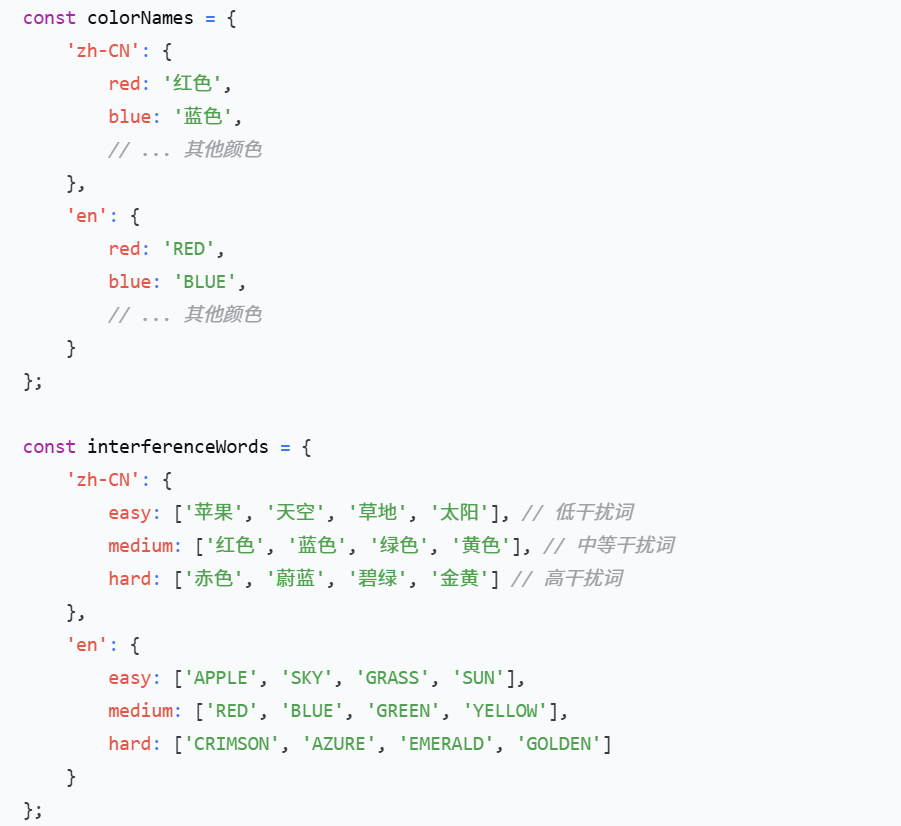 const colorNames = {
    'zh-CN': {
        red: '红色',
        blue: '蓝色',
        // ... 其他颜色
    },
    'en': {
        red: 'RED',
        blue: 'BLUE',
        // ... 其他颜色
    }
};

const interferenceWords = {
    'zh-CN': {
        easy: ['苹果', '天空', '草地', '太阳'], // 低干扰词
        medium: ['红色', '蓝色', '绿色', '黄色'], // 中等干扰词
        hard: ['赤色', '蔚蓝', '碧绿', '金黄'] // 高干扰词
    },
    'en': {
        easy: ['APPLE', 'SKY', 'GRASS', 'SUN'],
        medium: ['RED', 'BLUE', 'GREEN', 'YELLOW'],
        hard: ['CRIMSON', 'AZURE', 'EMERALD', 'GOLDEN']
    }
};